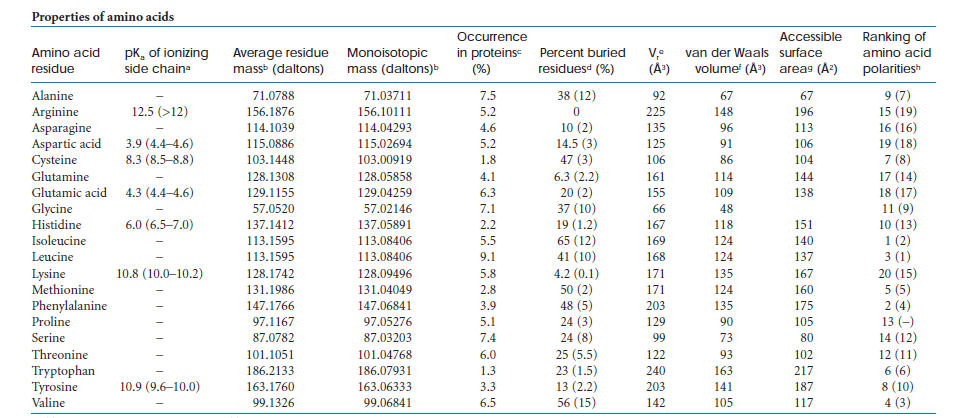 Properties of amino acids
Occurrence Accessible Ranking of
Amino acid pKa of ionizing Average residue Monoisotopic in proteinsᶜ Percent buried Vrᵉ van der Waals surface amino acid
residue side chainᵃ massᵇ (daltons) mass (daltons)ᵇ (%) residuesᵈ (%) (Å³) volumeᶠ (Å³) areaᵍ (Å²) polaritiesʰ
Alanine – 71.0788 71.03711 7.5 38 (12) 92 67 67 9 (7)
Arginine 12.5 (>12) 156.1876 156.10111 5.2 0 225 148 196 15 (19)
Asparagine – 114.1039 114.04293 4.6 10 (2) 135 96 113 16 (16)
Aspartic acid 3.9 (4.4–4.6) 115.0886 115.02694 5.2 14.5 (3) 125 91 106 19 (18)
Cysteine 8.3 (8.5–8.8) 103.1448 103.00919 1.8 47 (3) 106 86 104 7 (8)
Glutamine – 128.1308 128.05858 4.1 6.3 (2.2) 161 114 144 17 (14)
Glutamic acid 4.3 (4.4–4.6) 129.1155 129.04259 6.3 20 (2) 155 109 138 18 (17)
Glycine – 57.0520 57.02146 7.1 37 (10) 66 48 11 (9)
Histidine 6.0 (6.5–7.0) 137.1412 137.05891 2.2 19 (1.2) 167 118 151 10 (13)
Isoleucine – 113.1595 113.08406 5.5 65 (12) 169 124 140 1 (2)
Leucine – 113.1595 113.08406 9.1 41 (10) 168 124 137 3 (1)
Lysine 10.8 (10.0–10.2) 128.1742 128.09496 5.8 4.2 (0.1) 171 135 167 20 (15)
Methionine – 131.1986 131.04049 2.8 50 (2) 171 124 160 5 (5)
Phenylalanine – 147.1766 147.06841 3.9 48 (5) 203 135 175 2 (4)
Proline – 97.1167 97.05276 5.1 24 (3) 129 90 105 13 (–)
Serine – 87.0782 87.03203 7.4 24 (8) 99 73 80 14 (12)
Threonine – 101.1051 101.04768 6.0 25 (5.5) 122 93 102 12 (11)
Tryptophan – 186.2133 186.07931 1.3 23 (1.5) 240 163 217 6 (6)
Tyrosine 10.9 (9.6–10.0) 163.1760 163.06333 3.3 13 (2.2) 203 141 187 8 (10)
Valine – 99.1326 99.06841 6.5 56 (15) 142 105 117 4 (3)